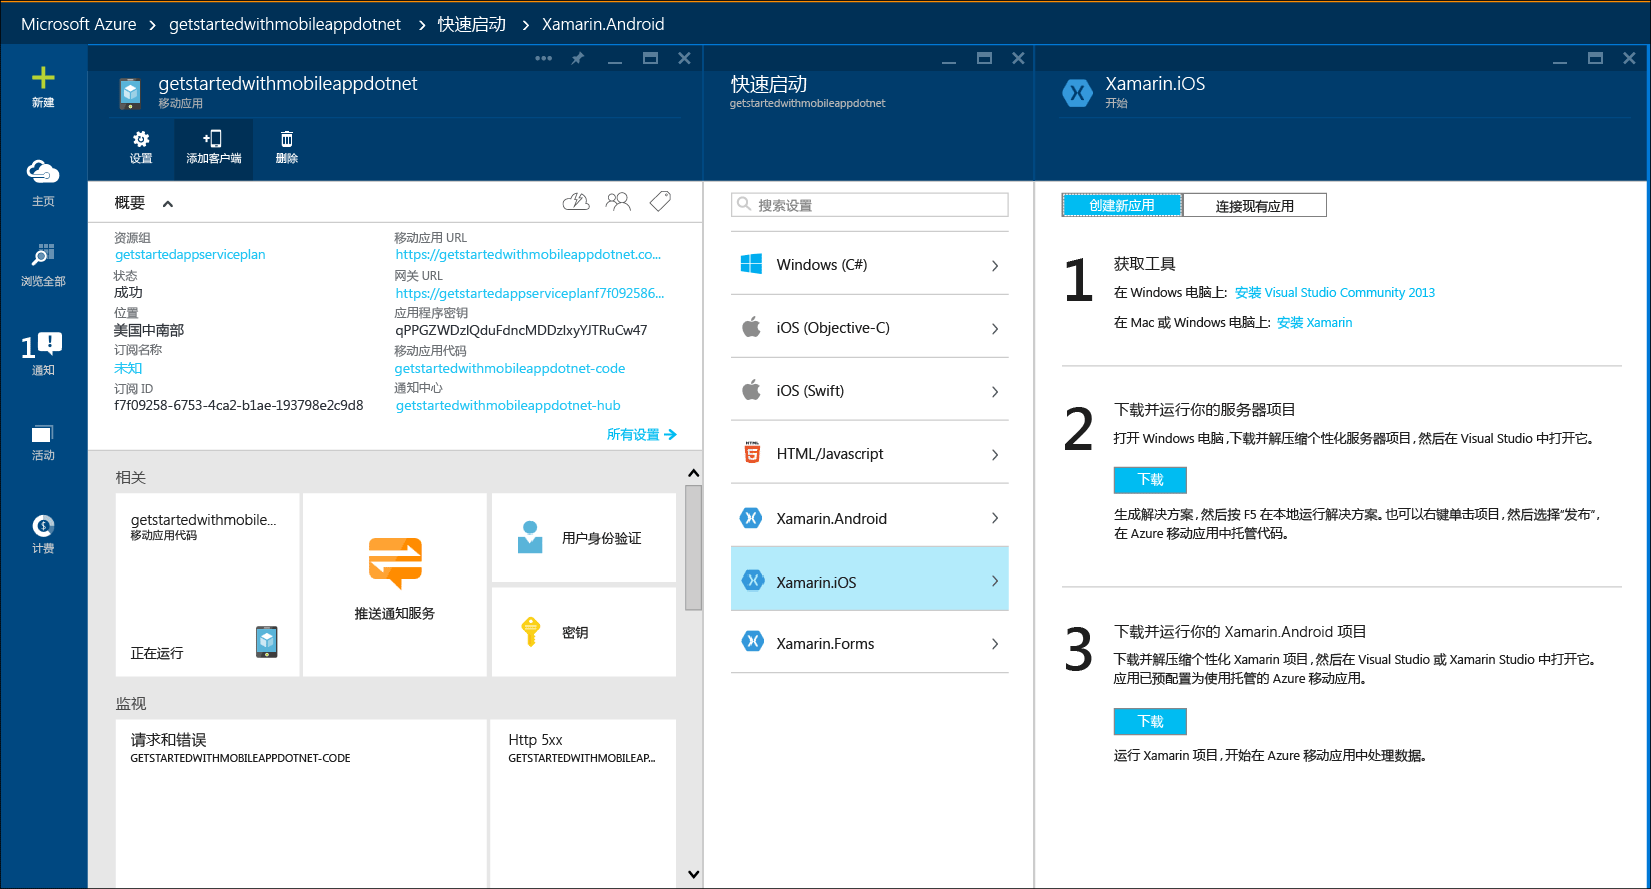 Microsoft Azure > getstartedwithmobileappdotnet > 快速启动 > Xamarin.Android
新建
主页
浏览全部
1
通知
活动
计费
getstartedwithmobileappdotnet
移动应用
设置
添加客户端
删除
概要
资源组
getstartedappserviceplan
状态
成功
位置
美国中南部
订阅名称
未知
订阅 ID
f7f09258-6753-4ca2-b1ae-193798e2c9d8
移动应用 URL
https://getstartedwithmobileappdotnet.co...
网关 URL
https://getstartedappserviceplanf7f092586...
应用程序密钥
qPPGZWDzIQduFdncMDDzIxyYJTRuCw47
移动应用代码
getstartedwithmobileappdotnet-code
通知中心
getstartedwithmobileappdotnet-hub
所有设置
相关
getstartedwithmobile...
移动应用代码
正在运行
推送通知服务
用户身份验证
密钥
监视
请求和错误
GETSTARTEDWITHMOBILEAPPDOTNET-CODE
Http 5xx
GETSTARTEDWITHMOBILEAP...
快速启动
getstartedwithmobileappdotnet
搜索设置
Windows (C#)
iOS (Objective-C)
iOS (Swift)
HTML
HTML/Javascript
Xamarin.Android
Xamarin.iOS
Xamarin.Forms
Xamarin.iOS
开始
创建新应用
连接现有应用
1
获取工具
在 Windows 电脑上: 安装 Visual Studio Community 2013
在 Mac 或 Windows 电脑上: 安装 Xamarin
2
下载并运行你的服务器项目
打开 Windows 电脑,下载并解压缩个性化服务器项目,然后在 Visual Studio 中打开它。
下载
生成解决方案,然后按 F5 在本地运行解决方案。也可以右键单击项目,然后选择“发布”,
在 Azure 移动应用中托管代码。
3
下载并运行你的 Xamarin.Android 项目
下载并解压缩个性化 Xamarin 项目,然后在 Visual Studio 或 Xamarin Studio 中打开它。
应用已预配置为使用托管的 Azure 移动应用。
下载
运行 Xamarin 项目,开始在 Azure 移动应用中处理数据。